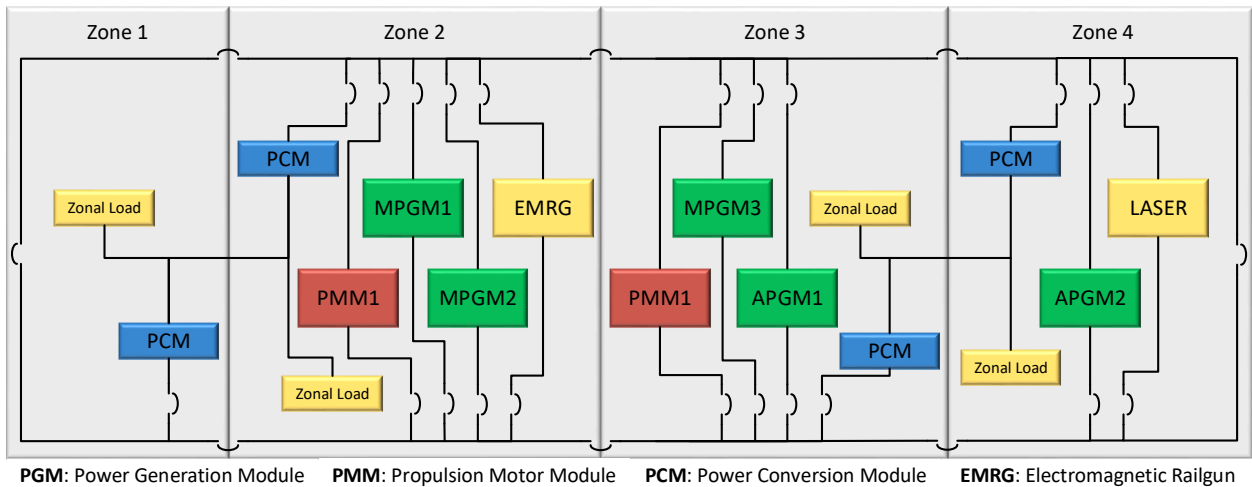 Zone 1
Zone 2
Zone 3
Zone 4
PCM
PCM
Zonal Load
MPGM1
EMRG
MPGM3
Zonal Load
LASER
PMM1
MPGM2
PMM1
APGM1
APGM2
PCM
PCM
Zonal Load
Zonal Load
PGM: Power Generation Module PMM: Propulsion Motor Module PCM: Power Conversion Module EMRG: Electromagnetic Railgun